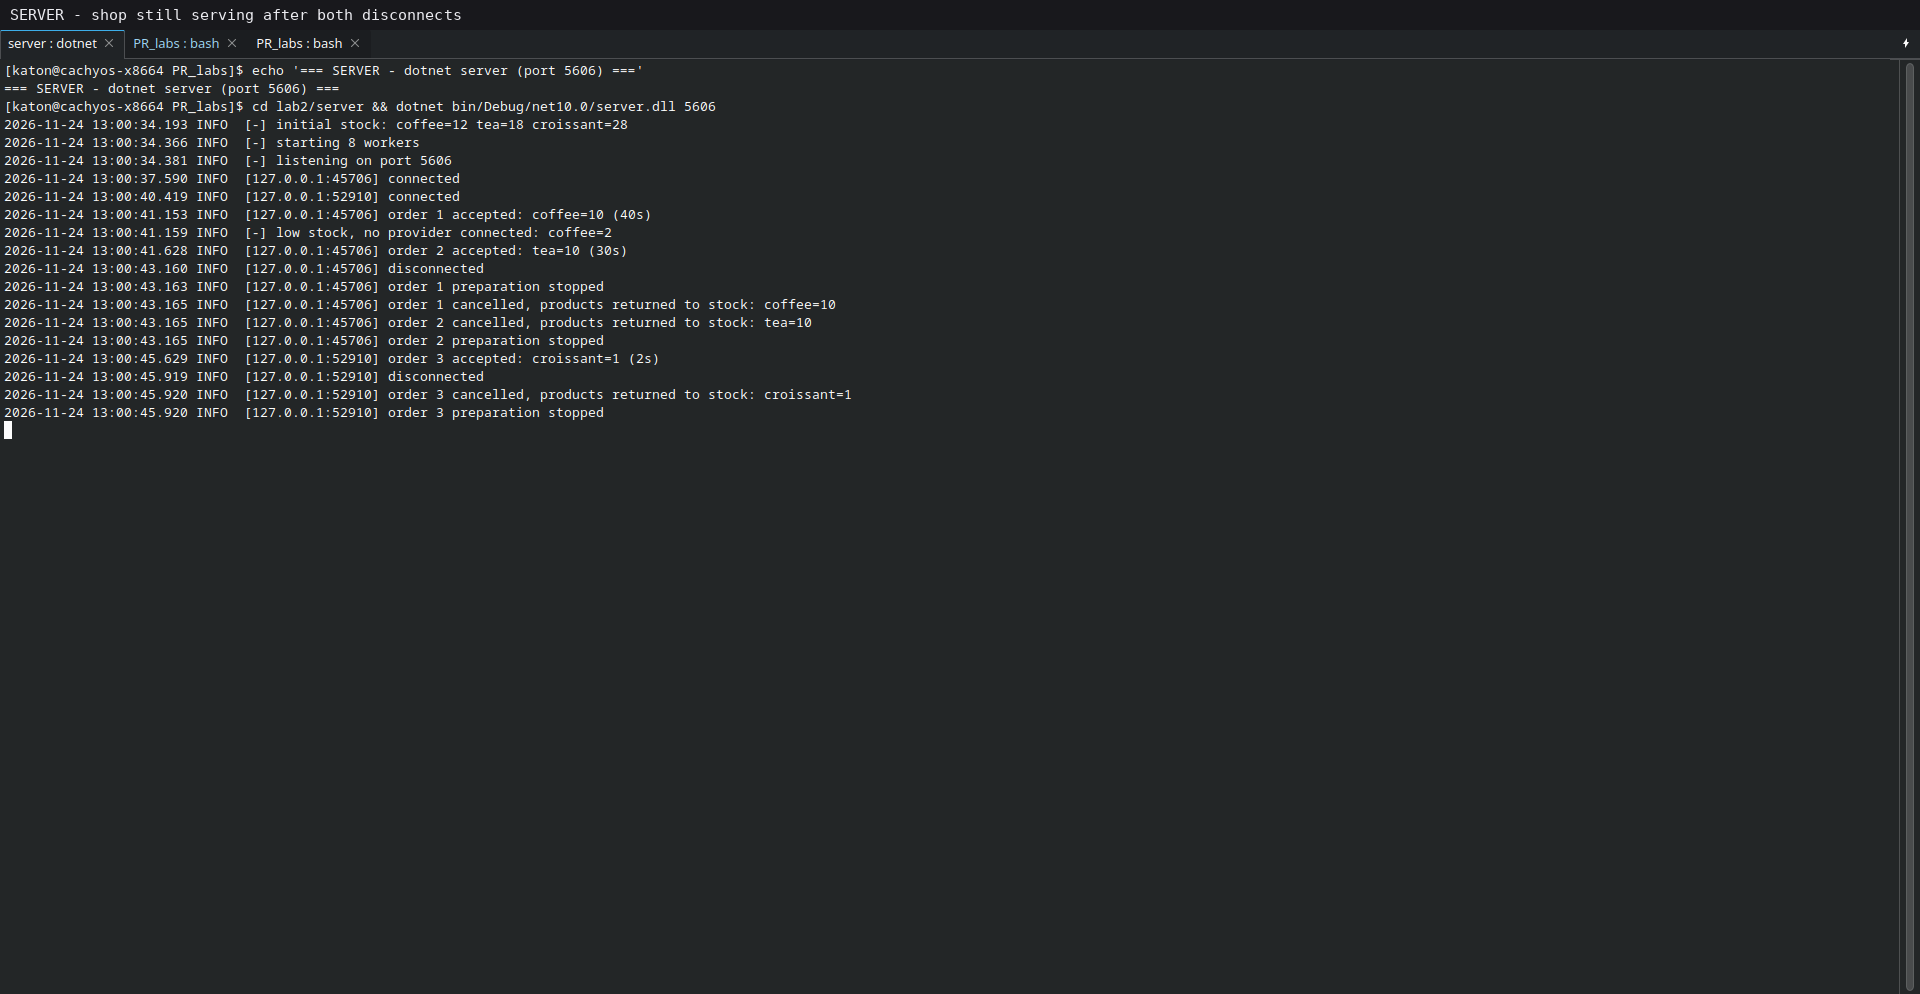 SERVER - shop still serving after both disconnects
server : dotnet PR_labs : bash PR_labs : bash
[katon@cachyos-x8664 PR_labs]$ echo '=== SERVER - dotnet server (port 5606) ==='
=== SERVER - dotnet server (port 5606) ===
[katon@cachyos-x8664 PR_labs]$ cd lab2/server && dotnet bin/Debug/net10.0/server.dll 5606
2026-11-24 13:00:34.193 INFO  [-] initial stock: coffee=12 tea=18 croissant=28
2026-11-24 13:00:34.366 INFO  [-] starting 8 workers
2026-11-24 13:00:34.381 INFO  [-] listening on port 5606
2026-11-24 13:00:37.590 INFO  [127.0.0.1:45706] connected
2026-11-24 13:00:40.419 INFO  [127.0.0.1:52910] connected
2026-11-24 13:00:41.153 INFO  [127.0.0.1:45706] order 1 accepted: coffee=10 (40s)
2026-11-24 13:00:41.159 INFO  [-] low stock, no provider connected: coffee=2
2026-11-24 13:00:41.628 INFO  [127.0.0.1:45706] order 2 accepted: tea=10 (30s)
2026-11-24 13:00:43.160 INFO  [127.0.0.1:45706] disconnected
2026-11-24 13:00:43.163 INFO  [127.0.0.1:45706] order 1 preparation stopped
2026-11-24 13:00:43.165 INFO  [127.0.0.1:45706] order 1 cancelled, products returned to stock: coffee=10
2026-11-24 13:00:43.165 INFO  [127.0.0.1:45706] order 2 cancelled, products returned to stock: tea=10
2026-11-24 13:00:43.165 INFO  [127.0.0.1:45706] order 2 preparation stopped
2026-11-24 13:00:45.629 INFO  [127.0.0.1:52910] order 3 accepted: croissant=1 (2s)
2026-11-24 13:00:45.919 INFO  [127.0.0.1:52910] disconnected
2026-11-24 13:00:45.920 INFO  [127.0.0.1:52910] order 3 cancelled, products returned to stock: croissant=1
2026-11-24 13:00:45.920 INFO  [127.0.0.1:52910] order 3 preparation stopped